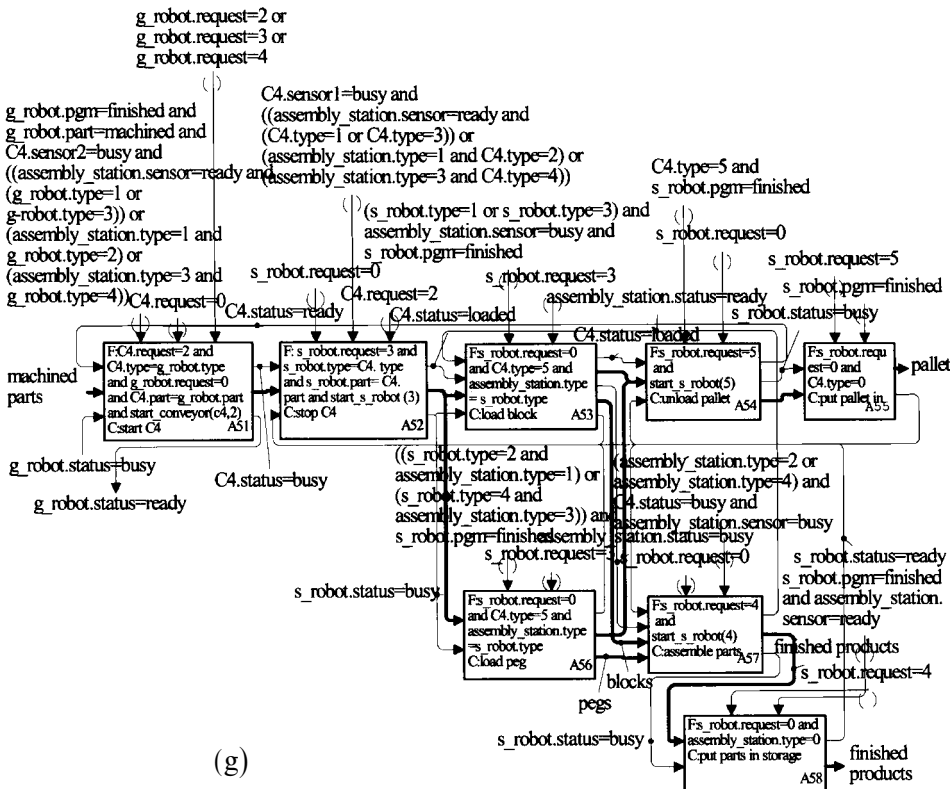 g_robot.request=2 or
g_robot.request=3 or
g_robot.request=4
g_robot.pgm=finished and
g_robot.part=machined and
C4.sensor2=busy and
((assembly_station.sensor=ready and
(g_robot.type=1 or
g-robot.type=3)) or
(assembly_station.type=1 and
g_robot.type=2) or
(assembly_station.type=3 and
g_robot.type=4))
C4.sensor1=busy and
((assembly_station.sensor=ready and
(C4.type=1 or C4.type=3)) or
(assembly_station.type=1 and C4.type=2) or
(assembly_station.type=3 and C4.type=4))
C4.type=5 and
s_robot.pgm=finished
(s_robot.type=1 or s_robot.type=3) and
assembly_station.sensor=busy and
s_robot.pgm=finished
s_robot.request=0
s_robot.request=0
s_robot.request=3
s_robot.request=5
C4.request=0
C4.request=2
assembly_station.status=ready
s_robot.pgm=finished
C4.status=ready
C4.status=loaded
C4.status=loaded
s_robot.status=busy
machined
parts
F:C4.request=2 and
C4.type=g_robot.type
and g_robot.request=0
and C4.part=g_robot.part
and start_conveyor(c4,2)
C:start C4
A51
F: s_robot.request=3 and
s_robot.type=C4. type
and s_robot.part= C4.
part and start_s_robot (3)
C:stop C4
A52
F:s_robot.request=0
and C4.type=5 and
assembly_station.type
= s_robot.type
C:load block
A53
F:s_robot.request=5
and
start_s_robot(5)
C:unload pallet
A54
F:s_robot.requ
est=0 and
C4.type=0
C:put pallet in
A55
pallet
g_robot.status=busy
g_robot.status=ready
C4.status=busy
((s_robot.type=2 and
assembly_station.type=1) or
(s_robot.type=4 and
assembly_station.type=3)) and
s_robot.pgm=finished
(assembly_station.type=2 or
assembly_station.type=4) and
C4.status=busy and
assembly_station.sensor=busy
assembly_station.status=busy
s_robot.request=3
s_robot.request=0
s_robot.status=ready
s_robot.pgm=finished
and assembly_station.
sensor=ready
s_robot.status=busy
F:s_robot.request=0
and C4.type=5 and
assembly_station.type
=s_robot.type
C:load peg
A56
F:s_robot.request=4
and
start_s_robot(4)
C:assemble parts
A57
finished products
blocks
pegs
s_robot.request=4
s_robot.status=busy
F:s_robot.request=0 and
assembly_station.type=0
C:put parts in storage
A58
finished
products
(g)